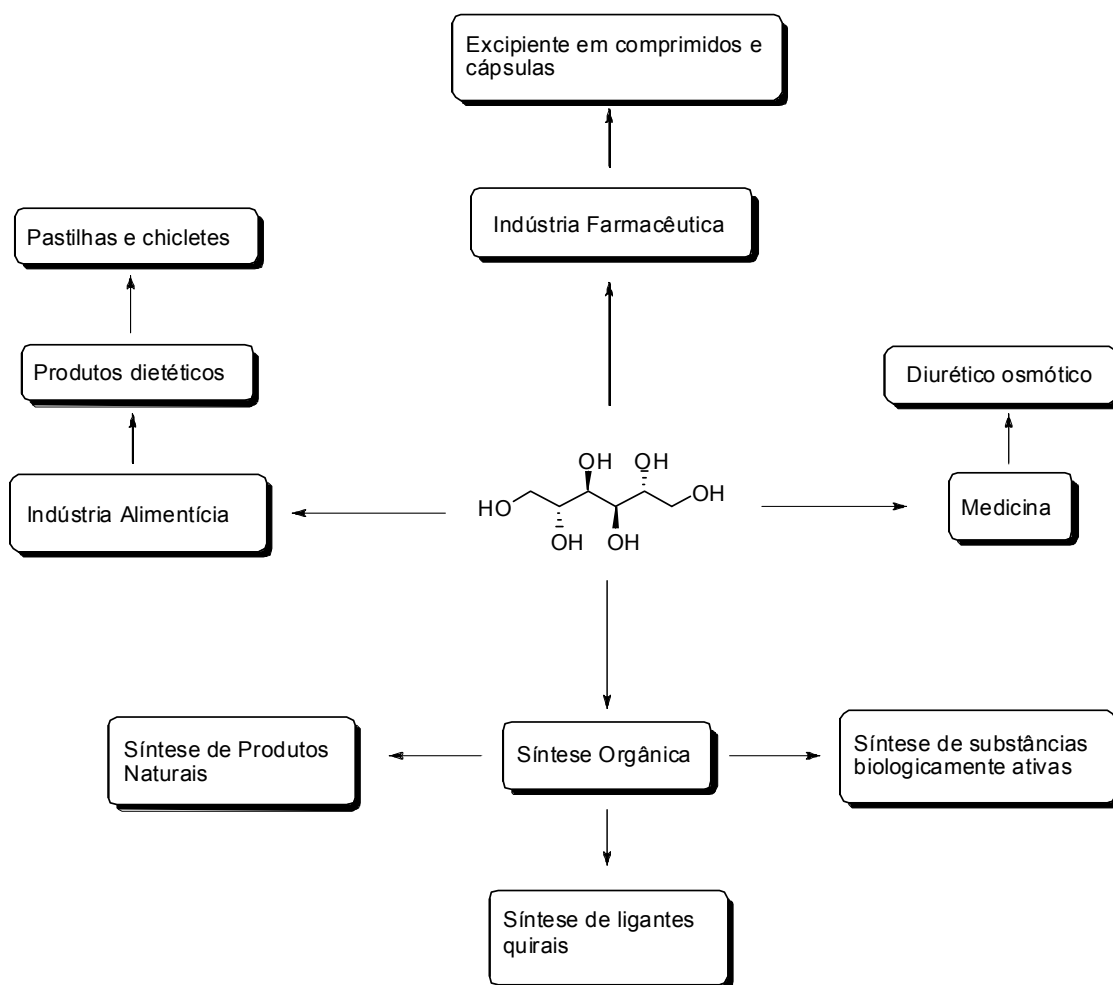 Excipiente em comprimidos e
cápsulas
Indústria Farmacêutica
Pastilhas e chicletes
Produtos dietéticos
Diurético osmótico
Indústria Alimentícia
Medicina
OH
OH
HO
OH
OH
OH
Síntese de Produtos
Naturais
Síntese Orgânica
Síntese de substâncias
biologicamente ativas
Síntese de ligantes
quirais